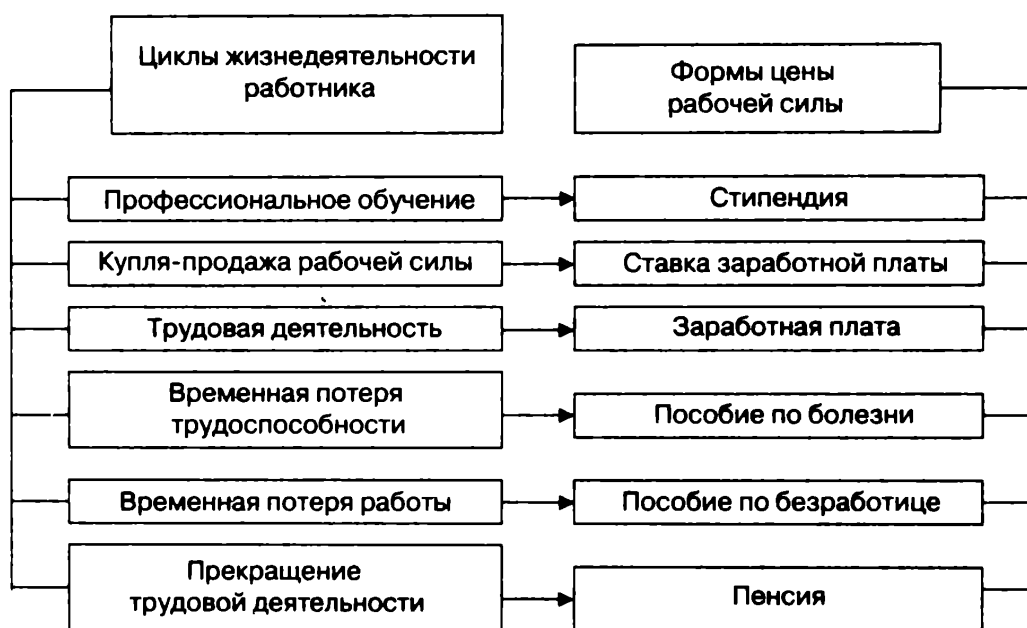 Циклы жизнедеятельности
работника
Формы цены
рабочей силы
Профессиональное обучение
Стипендия
Купля-продажа рабочей силы
Ставка заработной платы
Трудовая деятельность
Заработная плата
Временная потеря
трудоспособности
Пособие по болезни
Временная потеря работы
Пособие по безработице
Прекращение
трудовой деятельности
Пенсия